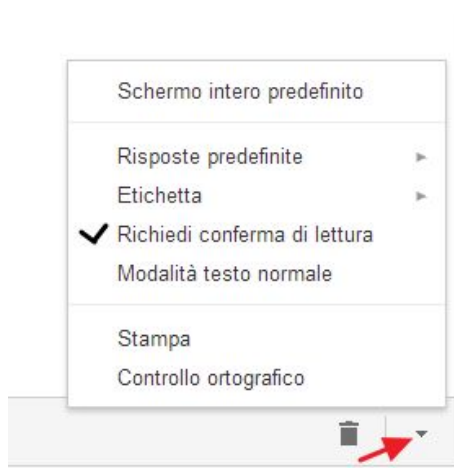 Schermo intero predefinito
Risposte predefinite
Etichetta
Richiedi conferma di lettura
Modalità testo normale
Stampa
Controllo ortografico